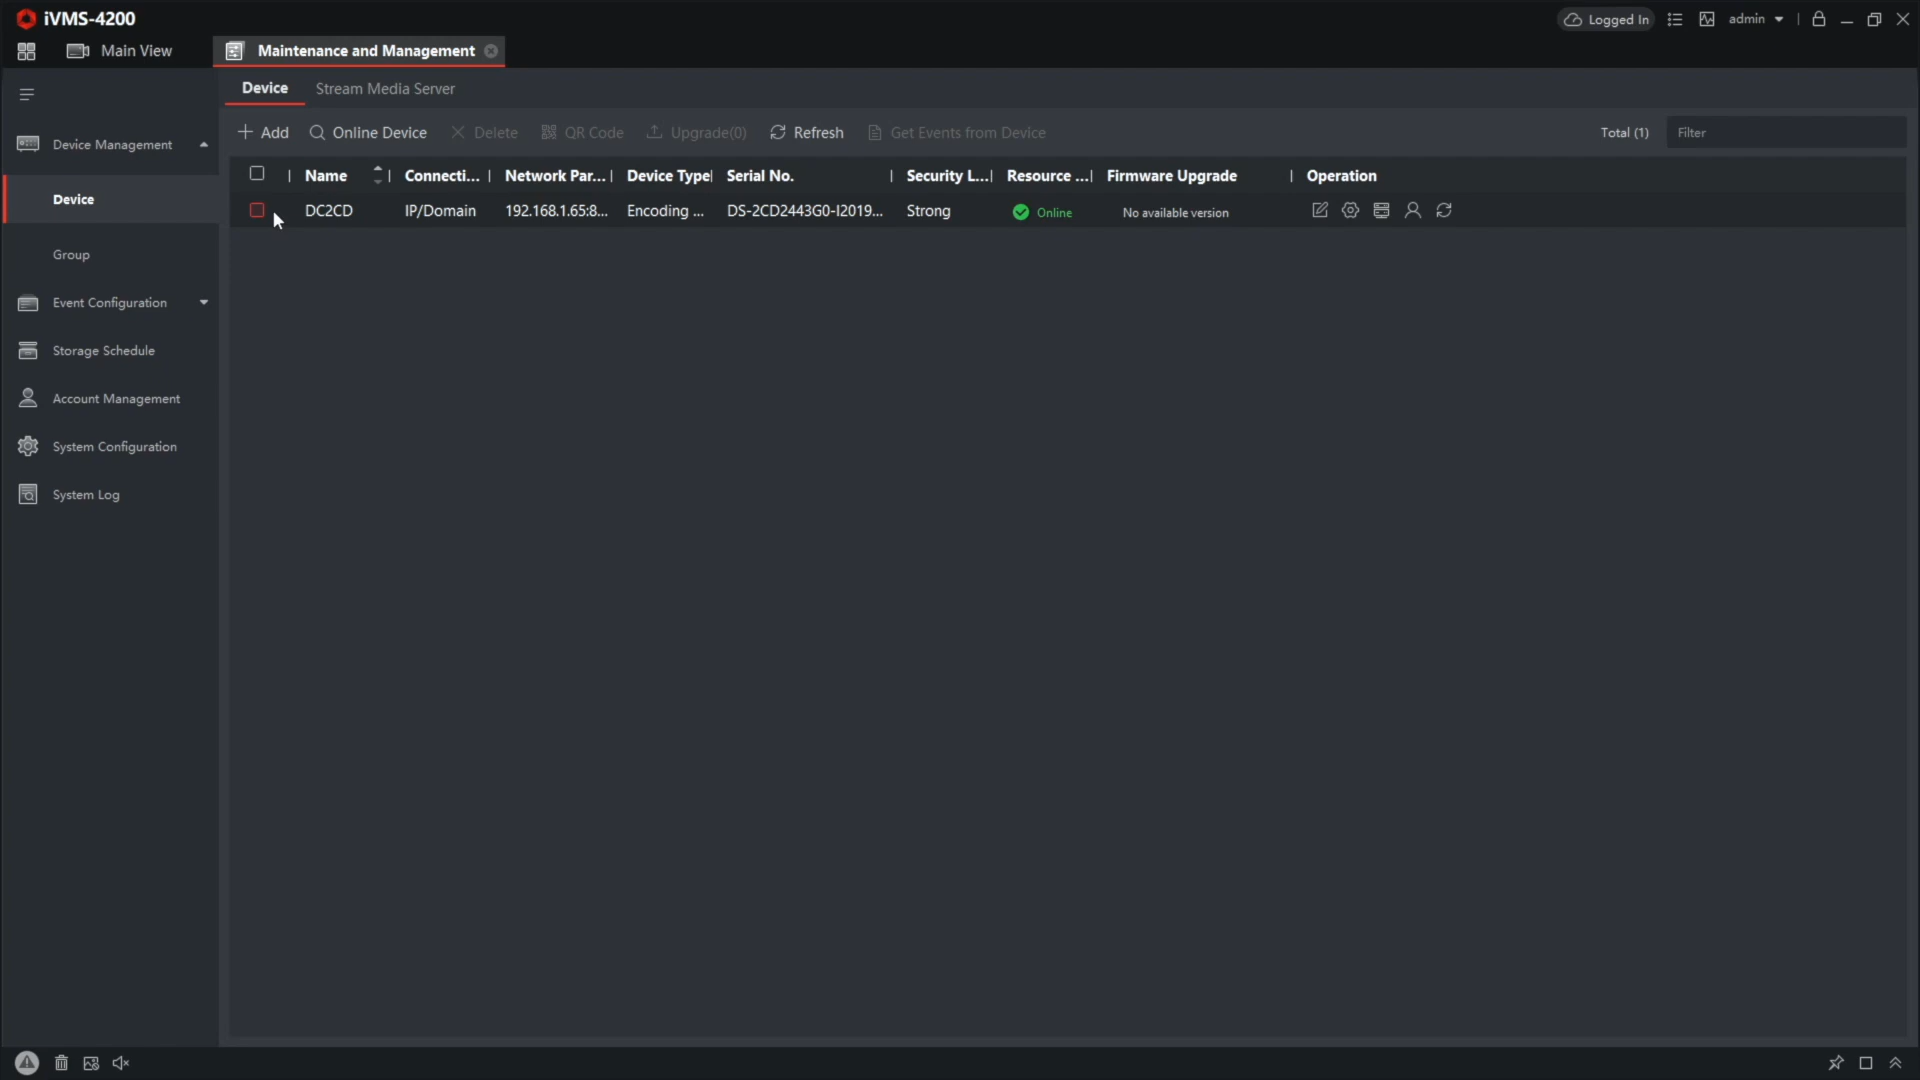 iVMS-4200
Logged In
admin
Main View
Maintenance and Management
Device
Stream Media Server
Add
Online Device
Delete
QR Code
Upgrade(0)
Refresh
Get Events from Device
Total (1)
Filter
Device Management
Device
Group
Event Configuration
Storage Schedule
Account Management
System Configuration
System Log
Name
Connecti...
Network Par...
Device Type
Serial No.
Security L...
Resource ...
Firmware Upgrade
Operation
DC2CD
IP/Domain
192.168.1.65:8...
Encoding ...
DS-2CD2443G0-I2019...
Strong
Online
No available version